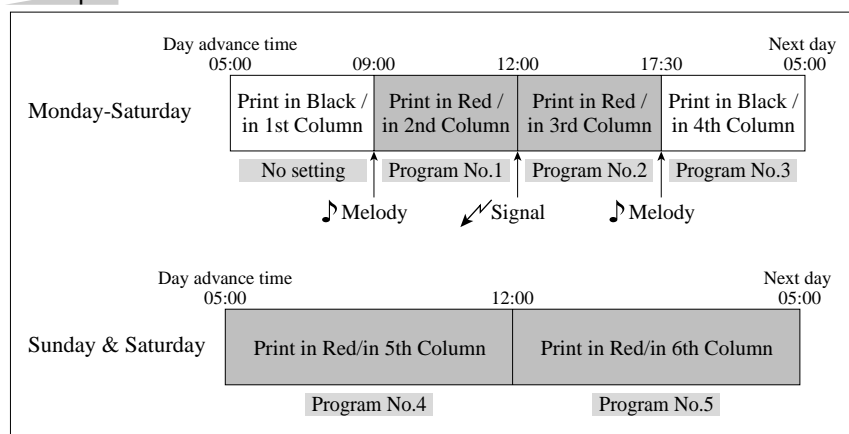 Day advance time Next day
05:00 09:00 12:00 17:30 05:00
Monday-Saturday
Print in Black / Print in Red / Print in Red / Print in Black /
in 1st Column in 2nd Column in 3rd Column in 4th Column
No setting Program No.1 Program No.2 Program No.3
Melody Signal Melody
Day advance time Next day
05:00 12:00 05:00
Sunday & Saturday
Print in Red/in 5th Column Print in Red/in 6th Column
Program No.4 Program No.5